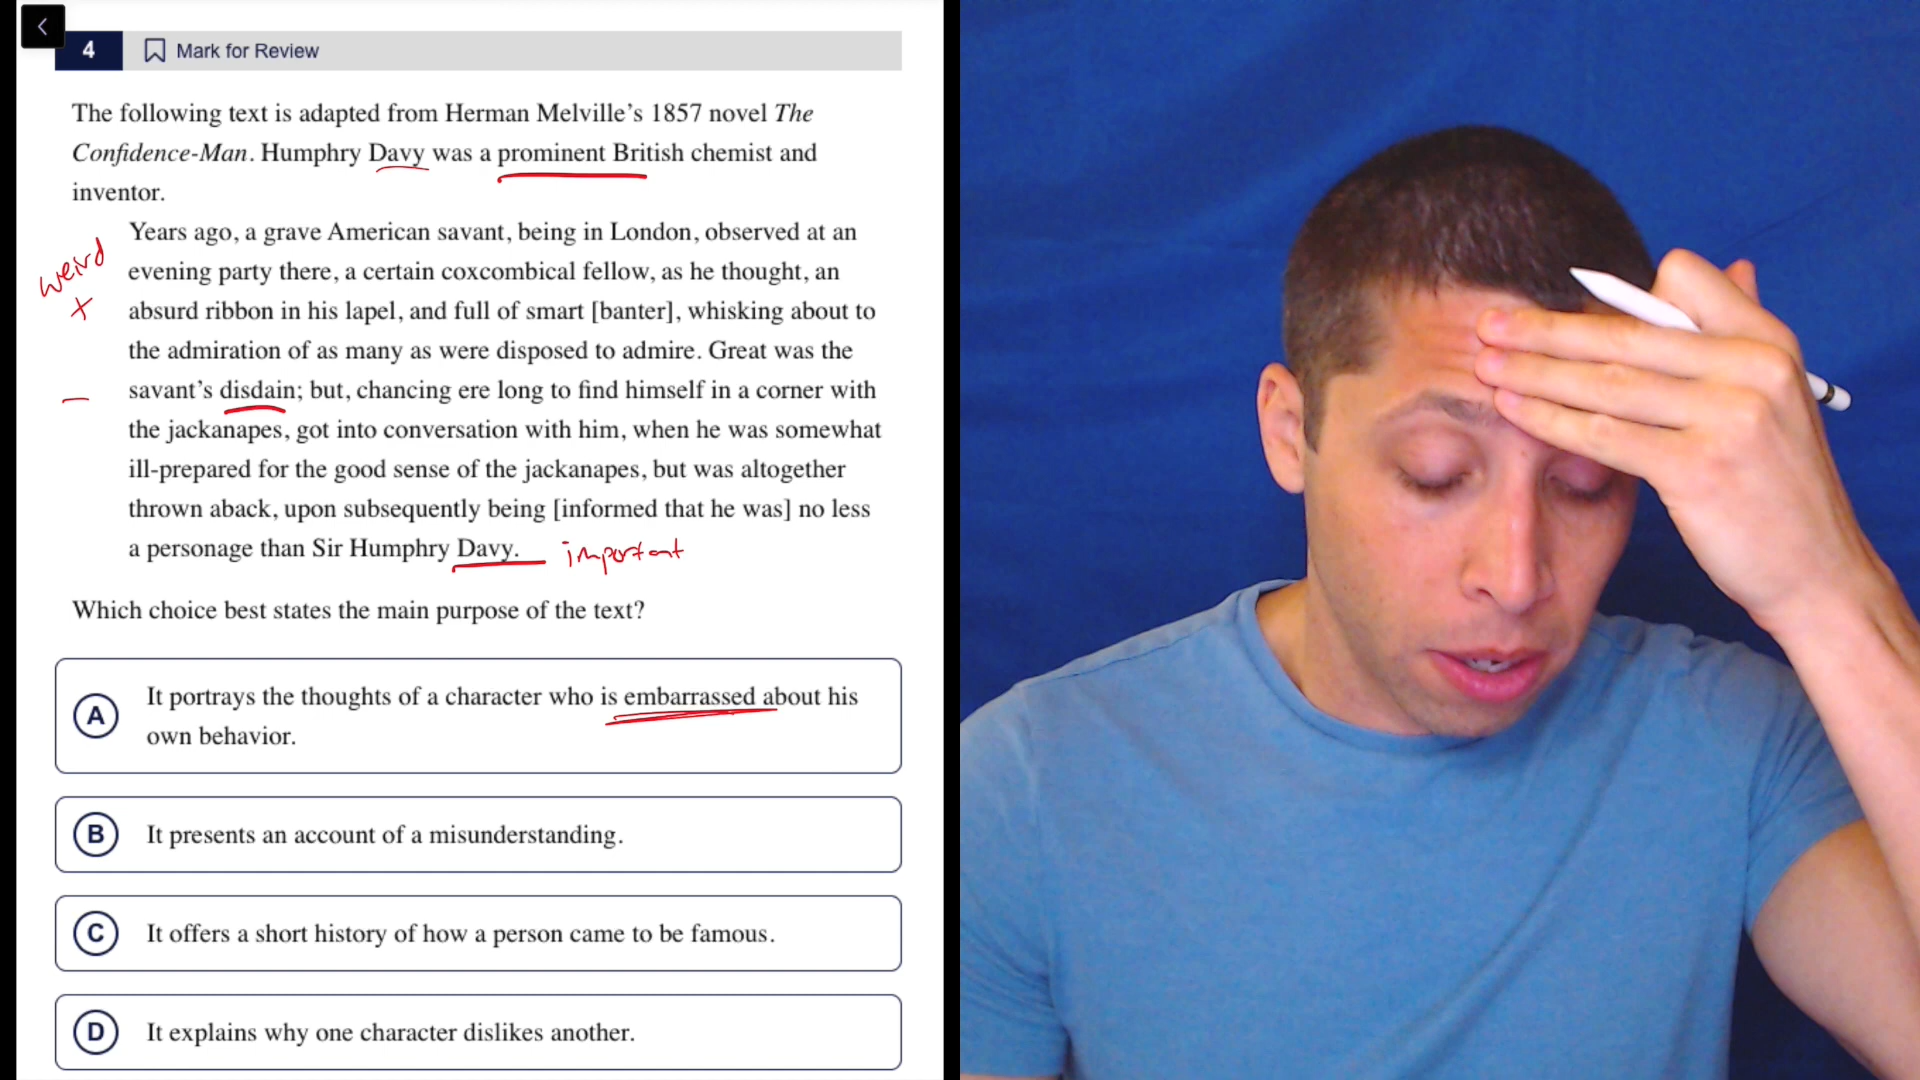 4 Mark for Review
The following text is adapted from Herman Melville’s 1857 novel The
Confidence-Man. Humphry Davy was a prominent British chemist and
inventor.
Years ago, a grave American savant, being in London, observed at an
evening party there, a certain coxcombical fellow, as he thought, an
absurd ribbon in his lapel, and full of smart [banter], whisking about to
the admiration of as many as were disposed to admire. Great was the
savant’s disdain; but, chancing ere long to find himself in a corner with
the jackanapes, got into conversation with him, when he was somewhat
ill-prepared for the good sense of the jackanapes, but was altogether
thrown aback, upon subsequently being [informed that he was] no less
a personage than Sir Humphry Davy.
important
weird
+
–
Which choice best states the main purpose of the text?
A It portrays the thoughts of a character who is embarrassed about his
own behavior.
B It presents an account of a misunderstanding.
C It offers a short history of how a person came to be famous.
D It explains why one character dislikes another.